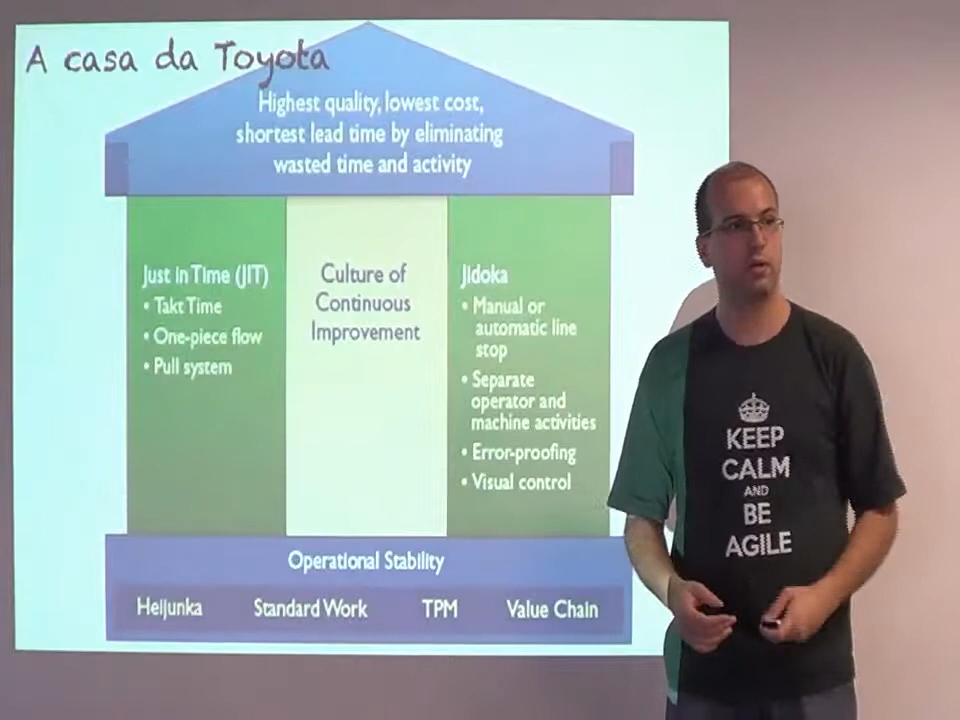 A casa da Toyota
Highest quality, lowest cost,
shortest lead time by eliminating
wasted time and activity
Just in Time (JIT)
• Takt Time
• One-piece flow
• Pull system
Culture of
Continuous
Improvement
Jidoka
• Manual or
automatic line
stop
• Separate
operator and
machine activities
• Error-proofing
• Visual control
Operational Stability
Heijunka Standard Work TPM Value Chain
KEEP
CALM
AND
BE
AGILE